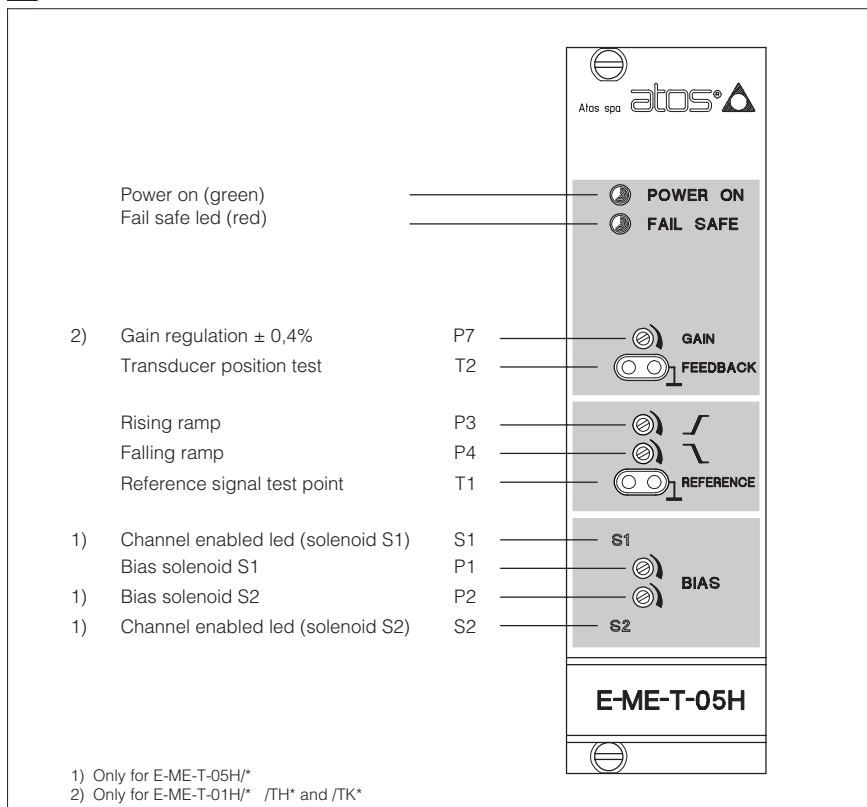 Atos spa atos®
Power on (green)
POWER ON
Fail safe led (red)
FAIL SAFE
2) Gain regulation ± 0,4% P7
GAIN
Transducer position test T2
FEEDBACK
Rising ramp P3
Falling ramp P4
Reference signal test point T1
REFERENCE
1) Channel enabled led (solenoid S1) S1
S1
Bias solenoid S1 P1
BIAS
1) Bias solenoid S2 P2
1) Channel enabled led (solenoid S2) S2
S2
E-ME-T-05H
1) Only for E-ME-T-05H/*
2) Only for E-ME-T-01H/* /TH* and /TK*